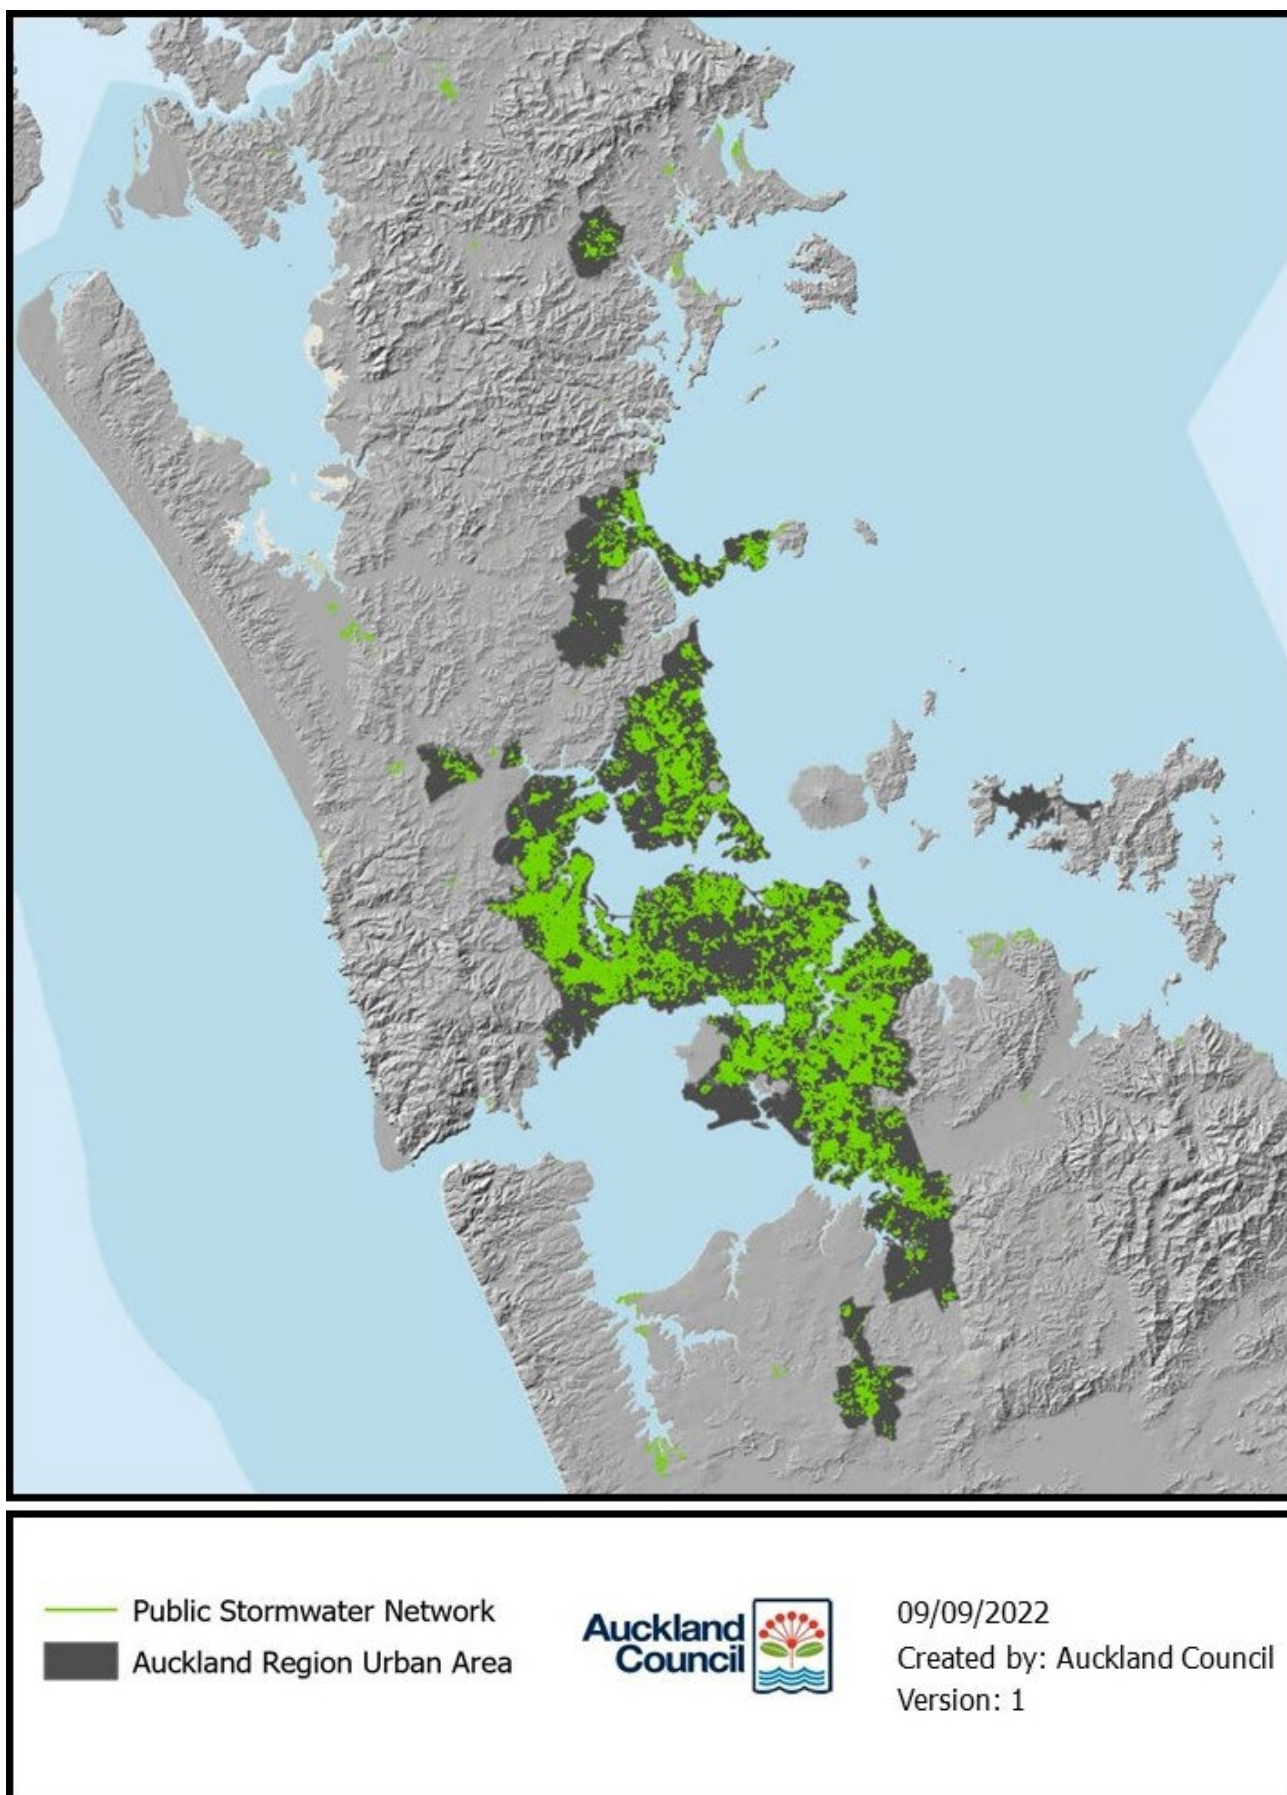 Public Stormwater Network
Auckland Region Urban Area
Auckland
Council
09/09/2022
Created by: Auckland Council
Version: 1